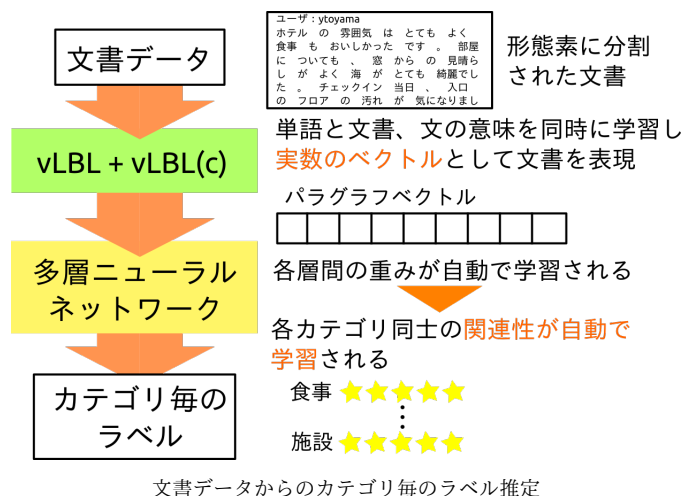 文書データ
ユーザ：ytoyama
ホテル の 雰囲気 は とても よく
食事 も おいしかった です 。 部屋
に ついて も 、 窓 から の 見晴ら
し が よく 海 が とても 綺麗でし
た 。 チェックイン 当日 、 入口
の フロア の 汚れ が 気になりまし
形態素に分割
された文書
vLBL + vLBL(c)
単語と文書、文の意味を同時に学習し
実数のベクトルとして文書を表現
パラグラフベクトル
多層ニューラル
ネットワーク
各層間の重みが自動で学習される
各カテゴリ同士の関連性が自動で
学習される
カテゴリ毎の
ラベル
食事
施設
文書データからのカテゴリ毎のラベル推定